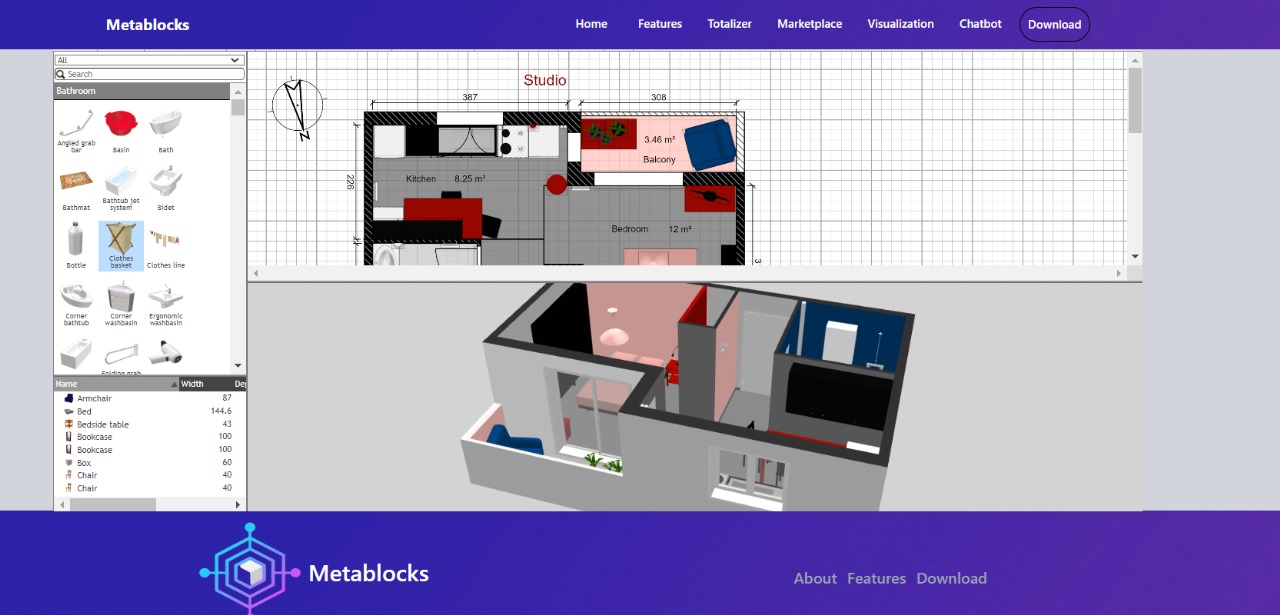 Metablocks
Home Features Totalizer Marketplace Visualization Chatbot Download
All
Search
Bathroom
Angled grab bar
Basin
Bath
Bathmat
Bathtub jet system
Bidet
Bottle
Clothes basket
Clothes line
Corner bathtub
Corner washbasin
Ergonomic washbasin
Folding grab
Name Width De
Armchair 87
Bed 144.6
Bedside table 43
Bookcase 100
Bookcase 100
Box 60
Chair 40
Chair 40
N
Studio
387 308
226
3.46 m²
Balcony
Kitchen 8.25 m²
Bedroom 12 m²
3
Metablocks
About Features Download